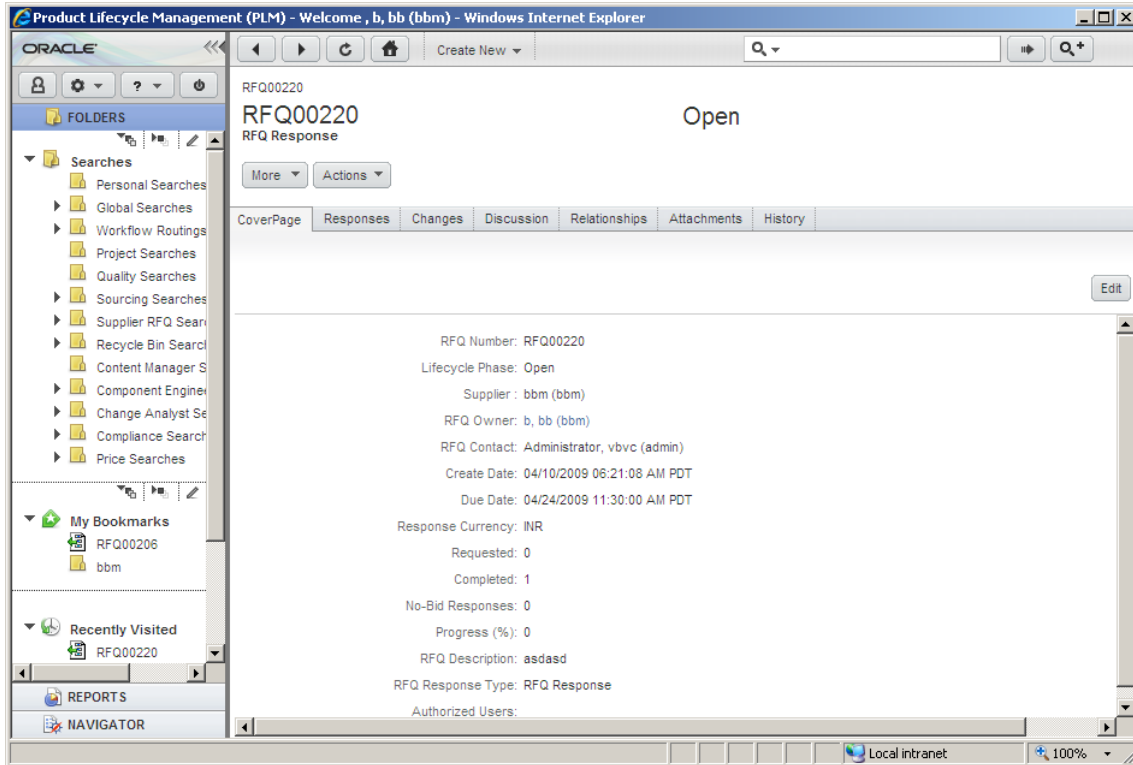 Product Lifecycle Management (PLM) - Welcome , b, bb (bbm) - Windows Internet Explorer
ORACLE
Create New
FOLDERS
Searches
Personal Searches
Global Searches
Workflow Routings
Project Searches
Quality Searches
Sourcing Searches
Supplier RFQ Sear
Recycle Bin Search
Content Manager S
Component Enginee
Change Analyst Se
Compliance Search
Price Searches
My Bookmarks
RFQ00206
bbm
Recently Visited
RFQ00220
REPORTS
NAVIGATOR
RFQ00220
RFQ00220 Open
RFQ Response
More Actions
CoverPage Responses Changes Discussion Relationships Attachments History
Edit
RFQ Number: RFQ00220
Lifecycle Phase: Open
Supplier : bbm (bbm)
RFQ Owner: b, bb (bbm)
RFQ Contact: Administrator, vbvc (admin)
Create Date: 04/10/2009 06:21:08 AM PDT
Due Date: 04/24/2009 11:30:00 AM PDT
Response Currency: INR
Requested: 0
Completed: 1
No-Bid Responses: 0
Progress (%): 0
RFQ Description: asdasd
RFQ Response Type: RFQ Response
Authorized Users:
Local intranet 100%